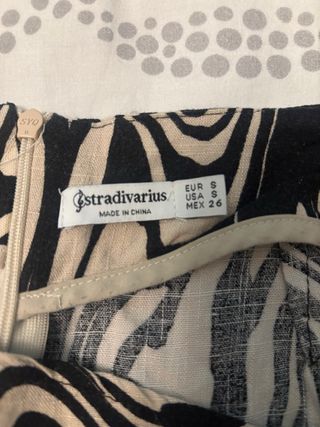 stradivarius
MADE IN CHINA
EUR S
USA S
MEX 26